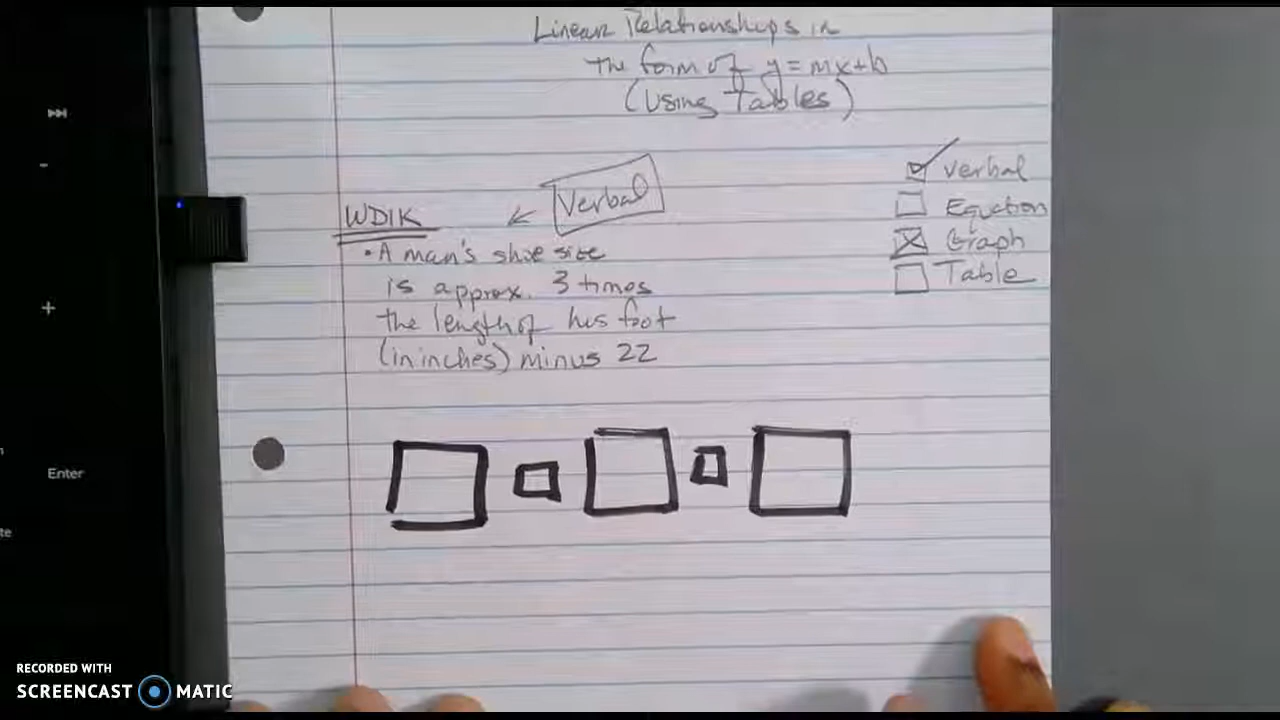 Linear Relationships in
the form of y = mx+b
(Using Tables)
verbal
Equation
Graph
Table
Verbal
WDIK
• A man's shoe size
is approx. 3 times
the length of his foot
(in inches) minus 22
Enter
RECORDED WITH
SCREENCAST MATIC